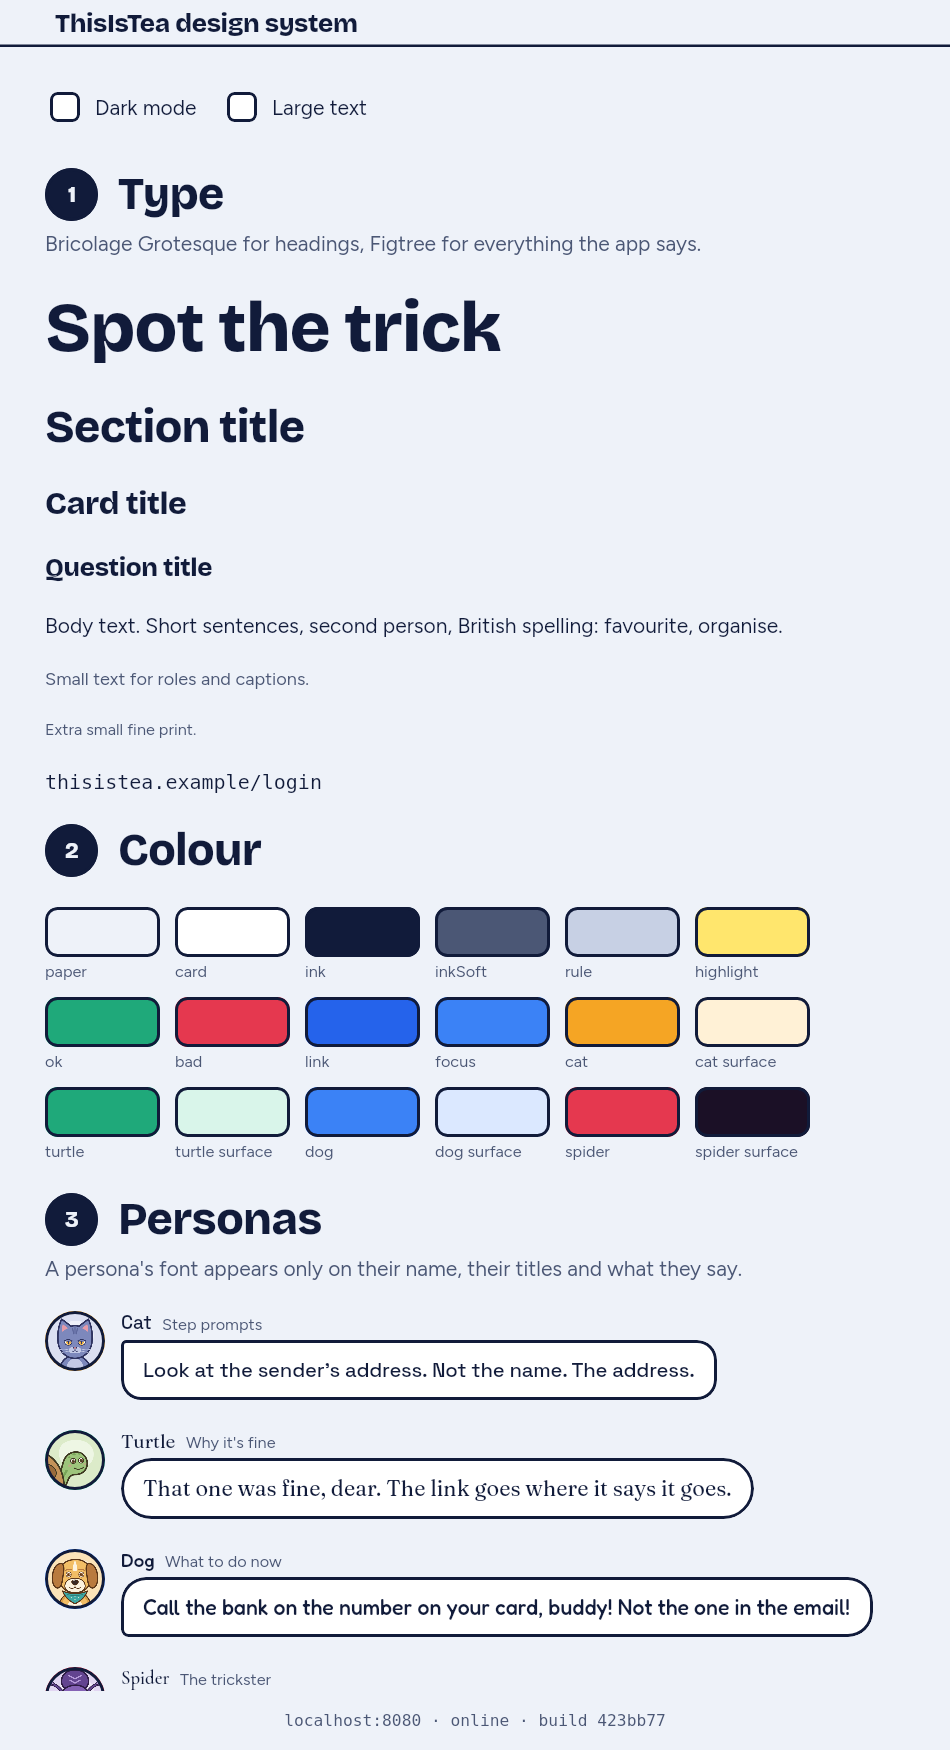 ThisIsTea design system
Dark mode Large text
1 Type
Bricolage Grotesque for headings, Figtree for everything the app says.
Spot the trick
Section title
Card title
Question title
Body text. Short sentences, second person, British spelling: favourite, organise.
Small text for roles and captions.
Extra small fine print.
thisistea.example/login
2 Colour
paper card ink inkSoft rule highlight
ok bad link focus cat cat surface
turtle turtle surface dog dog surface spider spider surface
3 Personas
A persona's font appears only on their name, their titles and what they say.
Cat Step prompts
Look at the sender’s address. Not the name. The address.
Turtle Why it's fine
That one was fine, dear. The link goes where it says it goes.
Dog What to do now
Call the bank on the number on your card, buddy! Not the one in the email!
Spider The trickster
localhost:8080 · online · build 423bb77